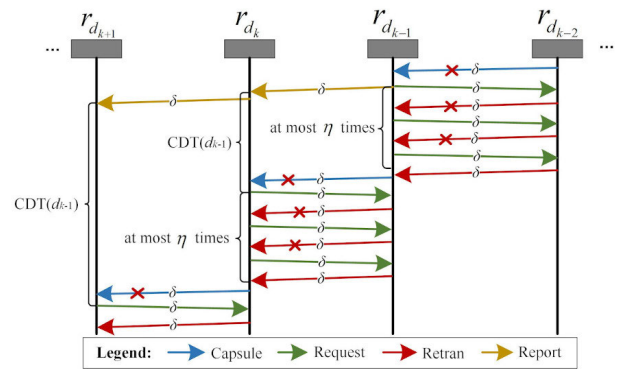 ... r_{d_{k+1}} r_{d_k} r_{d_{k-1}} r_{d_{k-2}} ...
δ
δ δ
δ δ
δ
at most η times
CDT(d_{k-1})
δ
δ
δ
δ δ
CDT(d_{k-1})
δ
δ
at most η times
δ
δ
δ
δ
δ
δ
Legend: Capsule Request Retran Report